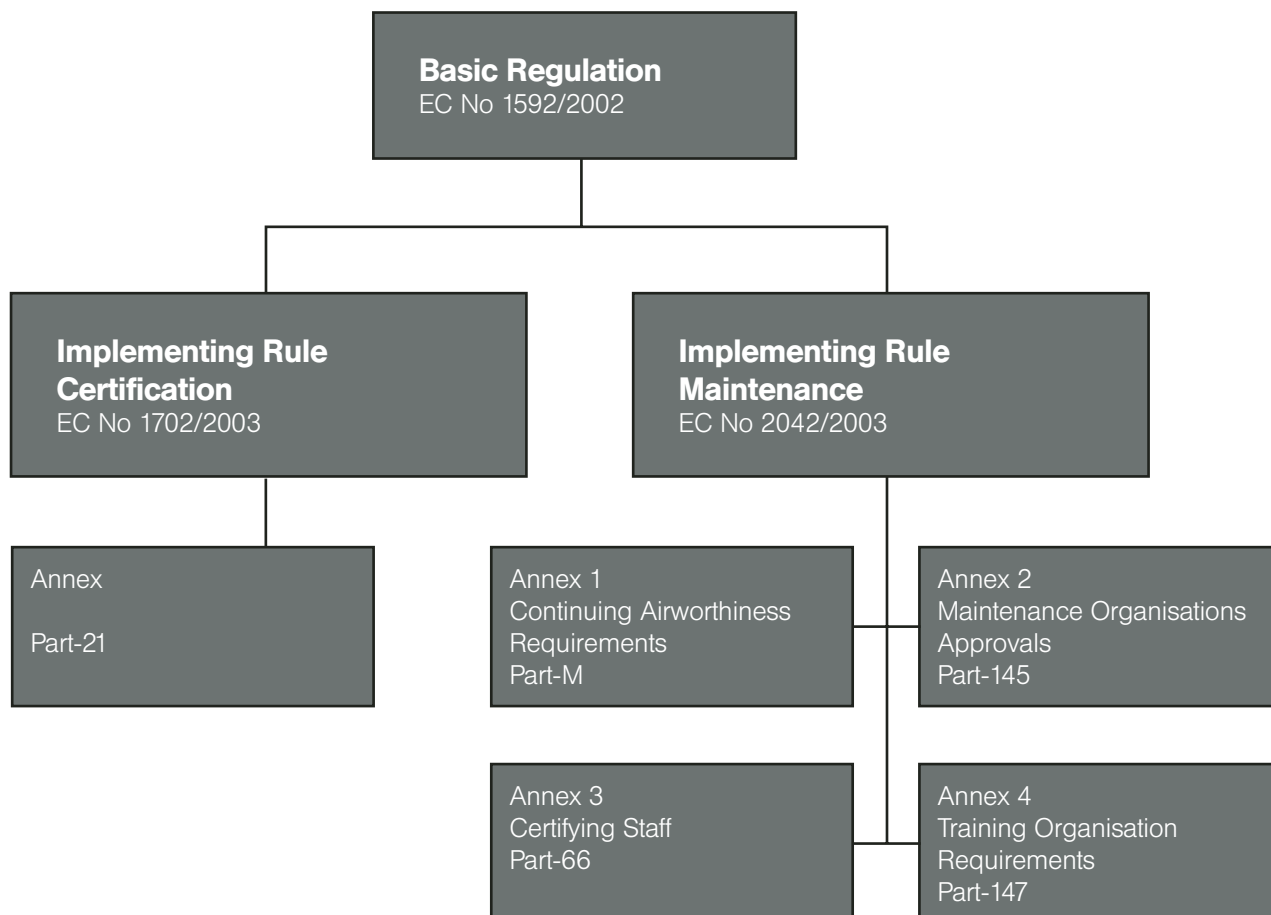 Basic Regulation
EC No 1592/2002
Implementing Rule
Certification
EC No 1702/2003
Implementing Rule
Maintenance
EC No 2042/2003
Annex
Part-21
Annex 1
Continuing Airworthiness
Requirements
Part-M
Annex 2
Maintenance Organisations
Approvals
Part-145
Annex 3
Certifying Staff
Part-66
Annex 4
Training Organisation
Requirements
Part-147